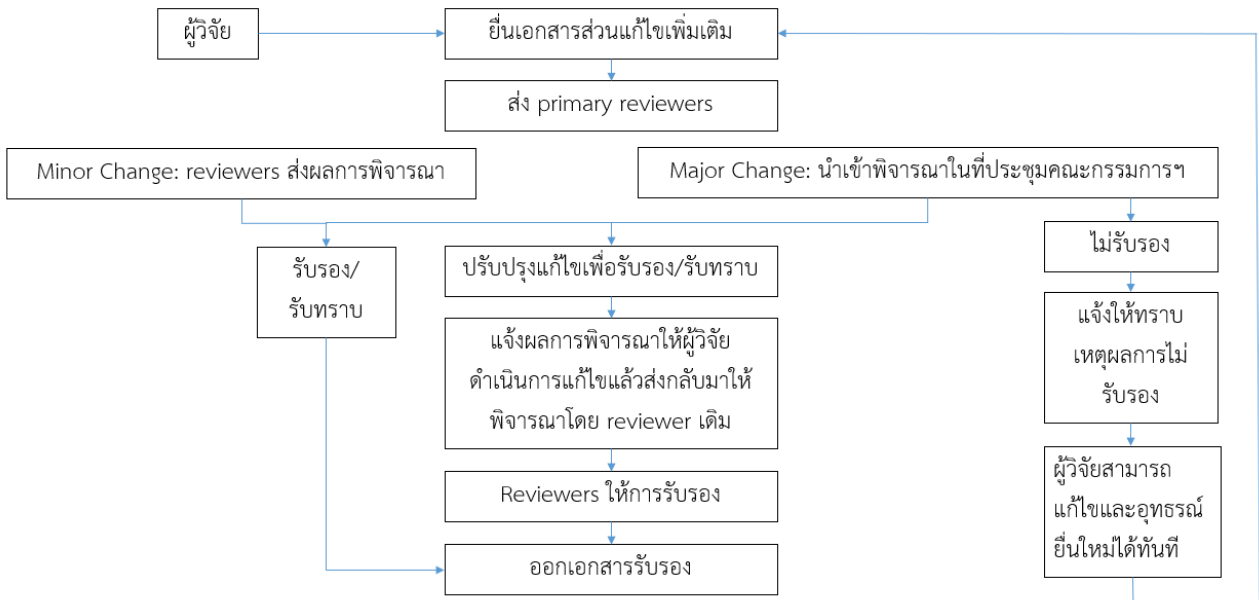 ผู้วิจัย
ยื่นเอกสารส่วนแก้ไขเพิ่มเติม
ส่ง primary reviewers
Minor Change: reviewers ส่งผลการพิจารณา
Major Change: นำเข้าพิจารณาในที่ประชุมคณะกรรมการฯ
รับรอง/
รับทราบ
ปรับปรุงแก้ไขเพื่อรับรอง/รับทราบ
ไม่รับรอง
แจ้งผลการพิจารณาให้ผู้วิจัย
ดำเนินการแก้ไขแล้วส่งกลับมาให้
พิจารณาโดย reviewer เดิม
แจ้งให้ทราบ
เหตุผลการไม่
รับรอง
Reviewers ให้การรับรอง
ผู้วิจัยสามารถ
แก้ไขและอุทธรณ์
ยื่นใหม่ได้ทันที
ออกเอกสารรับรอง